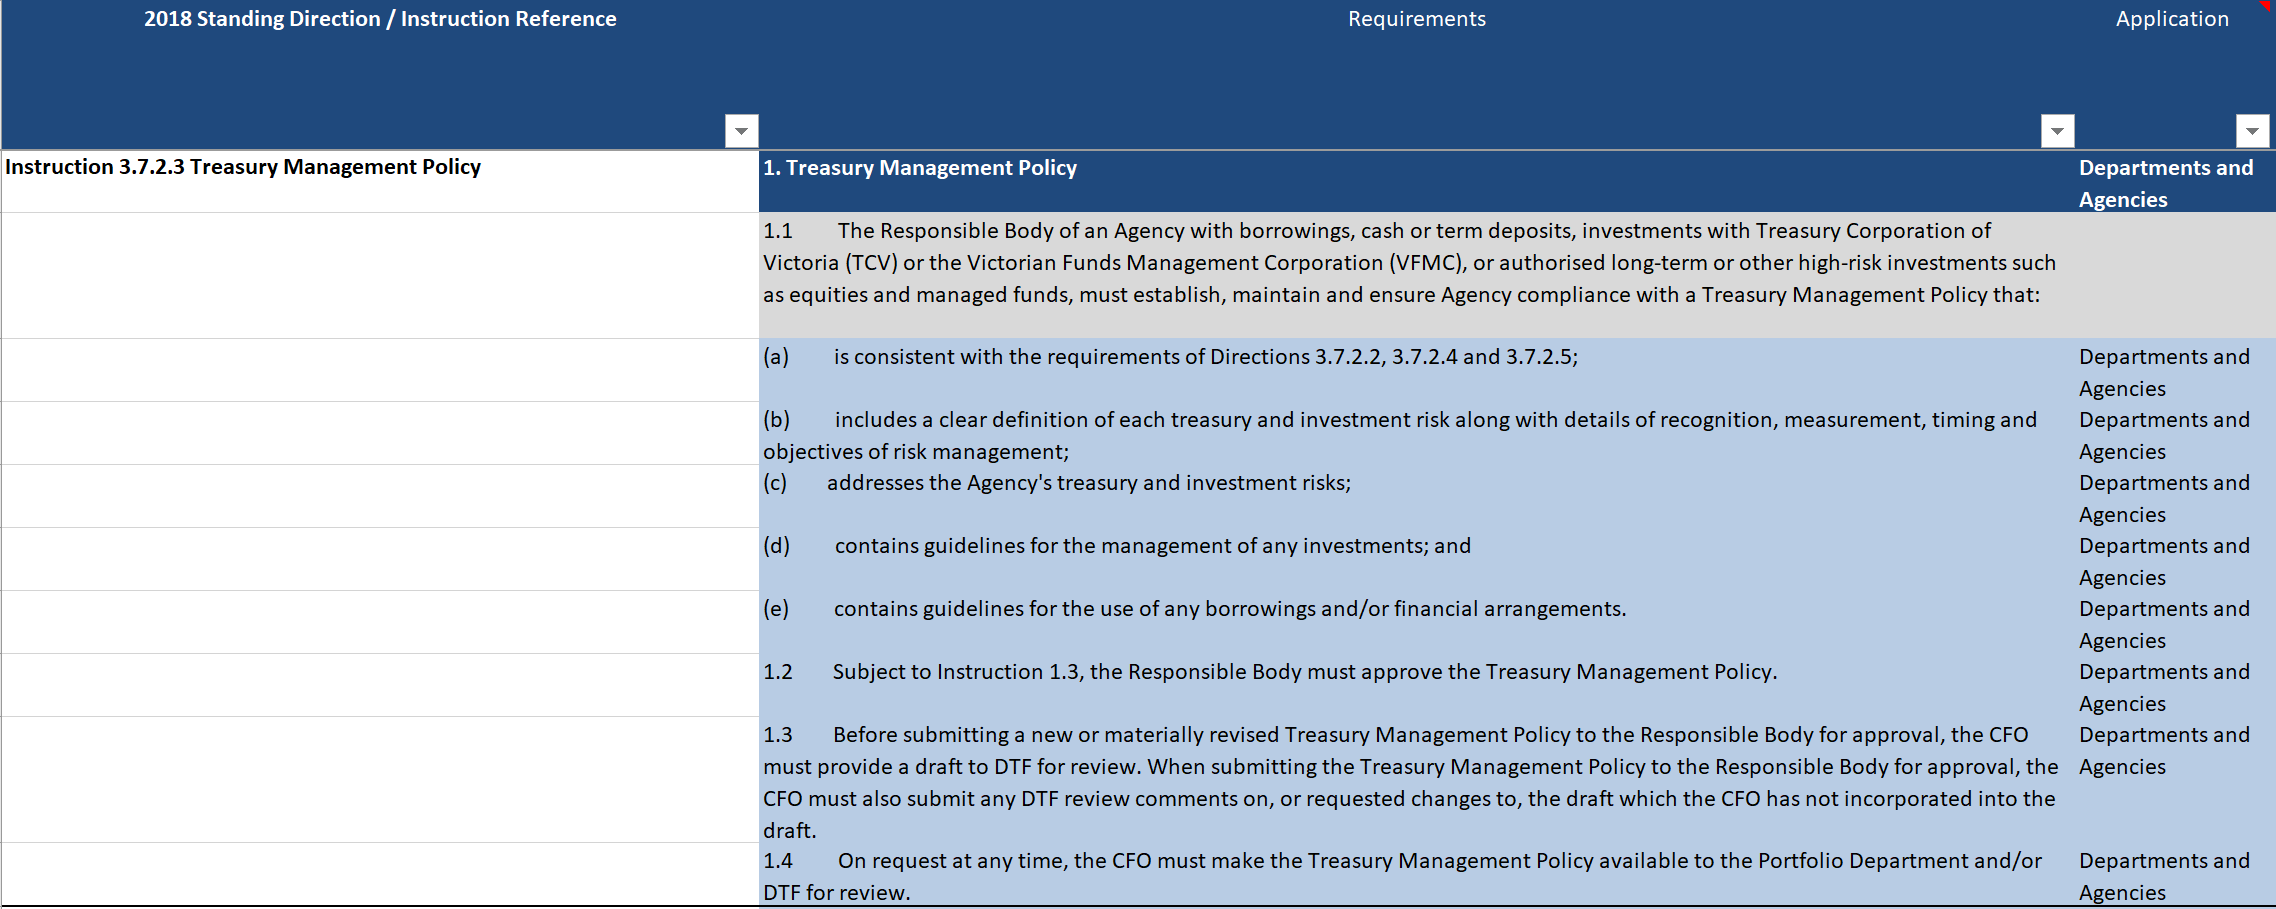 2018 Standing Direction / Instruction Reference
Requirements
Application
Instruction 3.7.2.3 Treasury Management Policy
1. Treasury Management Policy
Departments and
Agencies
1.1 The Responsible Body of an Agency with borrowings, cash or term deposits, investments with Treasury Corporation of
Victoria (TCV) or the Victorian Funds Management Corporation (VFMC), or authorised long-term or other high-risk investments such
as equities and managed funds, must establish, maintain and ensure Agency compliance with a Treasury Management Policy that:
(a) is consistent with the requirements of Directions 3.7.2.2, 3.7.2.4 and 3.7.2.5;
Departments and
Agencies
(b) includes a clear definition of each treasury and investment risk along with details of recognition, measurement, timing and
objectives of risk management;
Departments and
Agencies
(c) addresses the Agency's treasury and investment risks;
Departments and
Agencies
(d) contains guidelines for the management of any investments; and
Departments and
Agencies
(e) contains guidelines for the use of any borrowings and/or financial arrangements.
Departments and
Agencies
1.2 Subject to Instruction 1.3, the Responsible Body must approve the Treasury Management Policy.
Departments and
Agencies
1.3 Before submitting a new or materially revised Treasury Management Policy to the Responsible Body for approval, the CFO
must provide a draft to DTF for review. When submitting the Treasury Management Policy to the Responsible Body for approval, the
CFO must also submit any DTF review comments on, or requested changes to, the draft which the CFO has not incorporated into the
draft.
Departments and
Agencies
1.4 On request at any time, the CFO must make the Treasury Management Policy available to the Portfolio Department and/or
DTF for review.
Departments and
Agencies